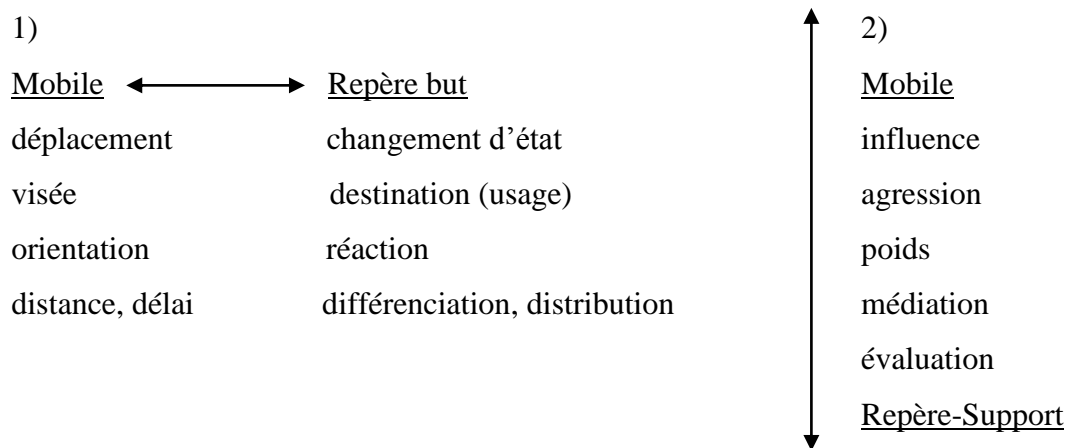 1)
Mobile Repère but
déplacement changement d’état
visée destination (usage)
orientation réaction
distance, délai différenciation, distribution
2)
Mobile
influence
agression
poids
médiation
évaluation
Repère-Support